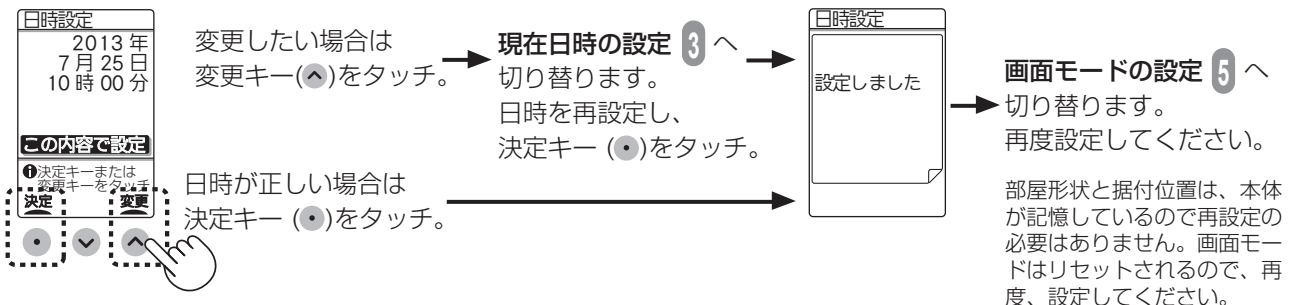 日時設定
2013 年
7 月 25 日
10 時 00 分
この内容で設定
決定キーまたは
変更キーをタッチ
決定
変更
変更したい場合は
変更キー(
)をタッチ。
日時が正しい場合は
決定キー (
)をタッチ。
現在日時の設定 3 へ
切り替ります。
日時を再設定し、
決定キー (
)をタッチ。
日時設定
設定しました
画面モードの設定 5 へ
切り替ります。
再度設定してください。
部屋形状と据付位置は、本体
が記憶しているので再設定の
必要はありません。画面モー
ドはリセットされるので、再
度、設定してください。